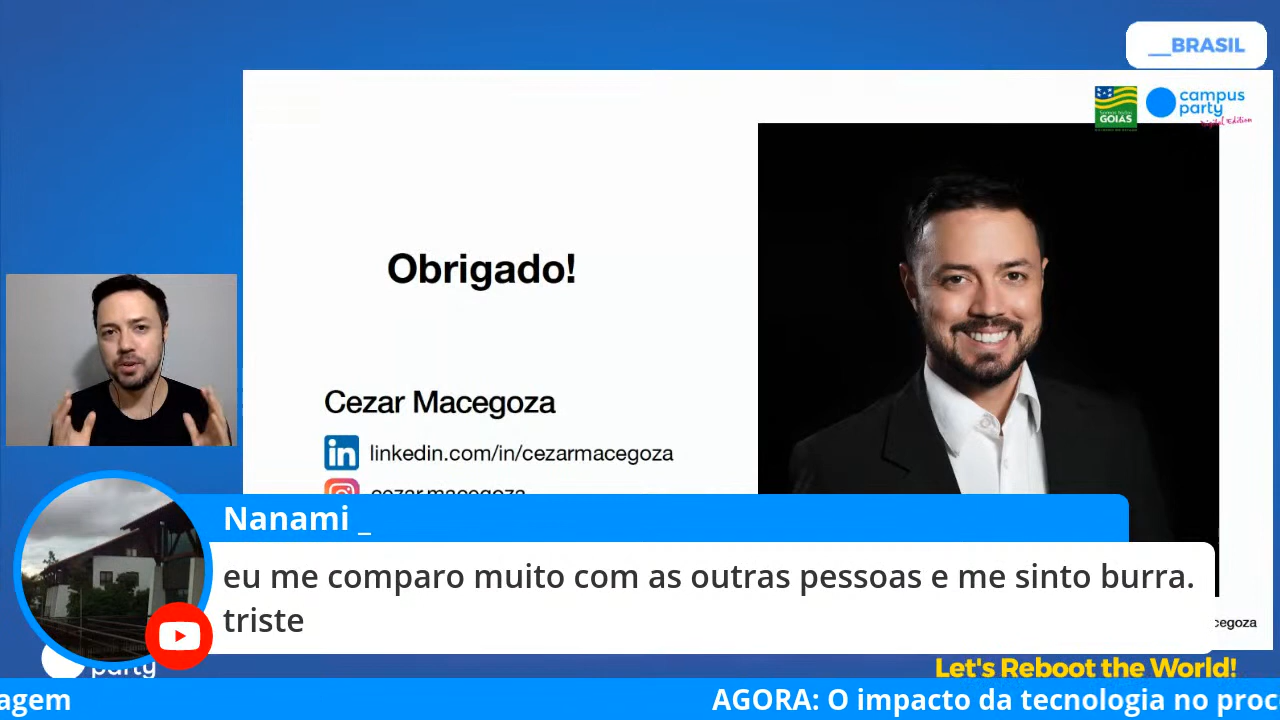 __BRASIL
GOIÁS
campus
party
Digital Edition
Obrigado!
Cezar Macegoza
linkedin.com/in/cezarmacegoza
cezar.macegoza
Nanami _
eu me comparo muito com as outras pessoas e me sinto burra.
triste
cegoza
party
Let's Reboot the World!
agem
AGORA: O impacto da tecnologia no proc